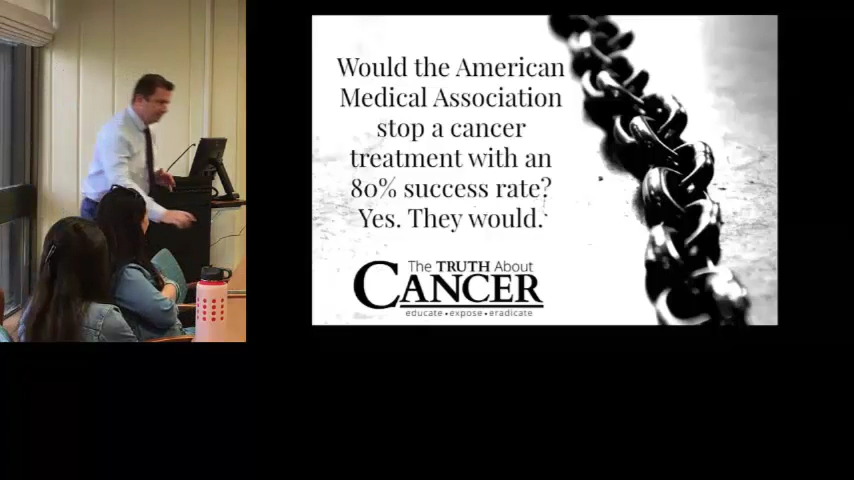 Would the American
Medical Association
stop a cancer
treatment with an
80% success rate?
Yes. They would.
The TRUTH About
CANCER
educate•expose•eradicate